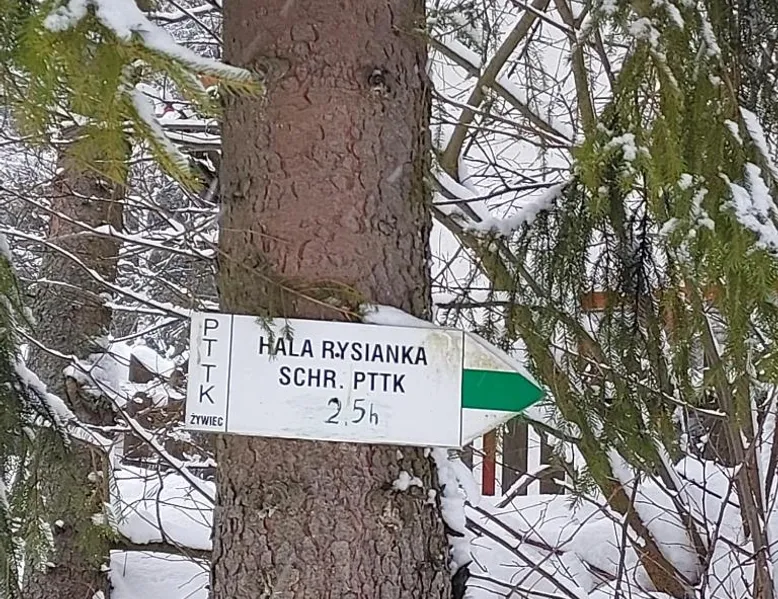 PTTK
ŻYWIEC
HALA RYSIANKA
SCHR. PTTK
2,5h